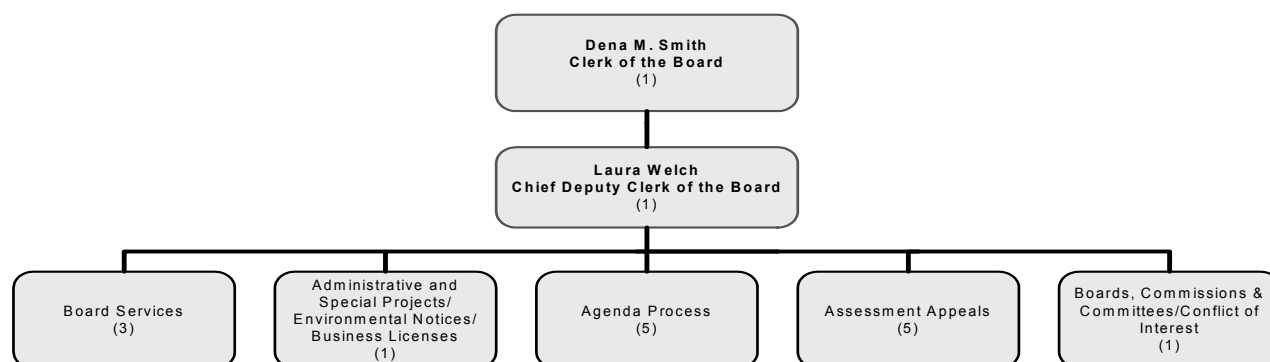 Dena M. Smith
Clerk of the Board
(1)
Laura Welch
Chief Deputy Clerk of the Board
(1)
Board Services
(3)
Administrative and
Special Projects/
Environmental Notices/
Business Licenses
(1)
Agenda Process
(5)
Assessment Appeals
(5)
Boards, Commissions &
Committees/Conflict of
Interest
(1)